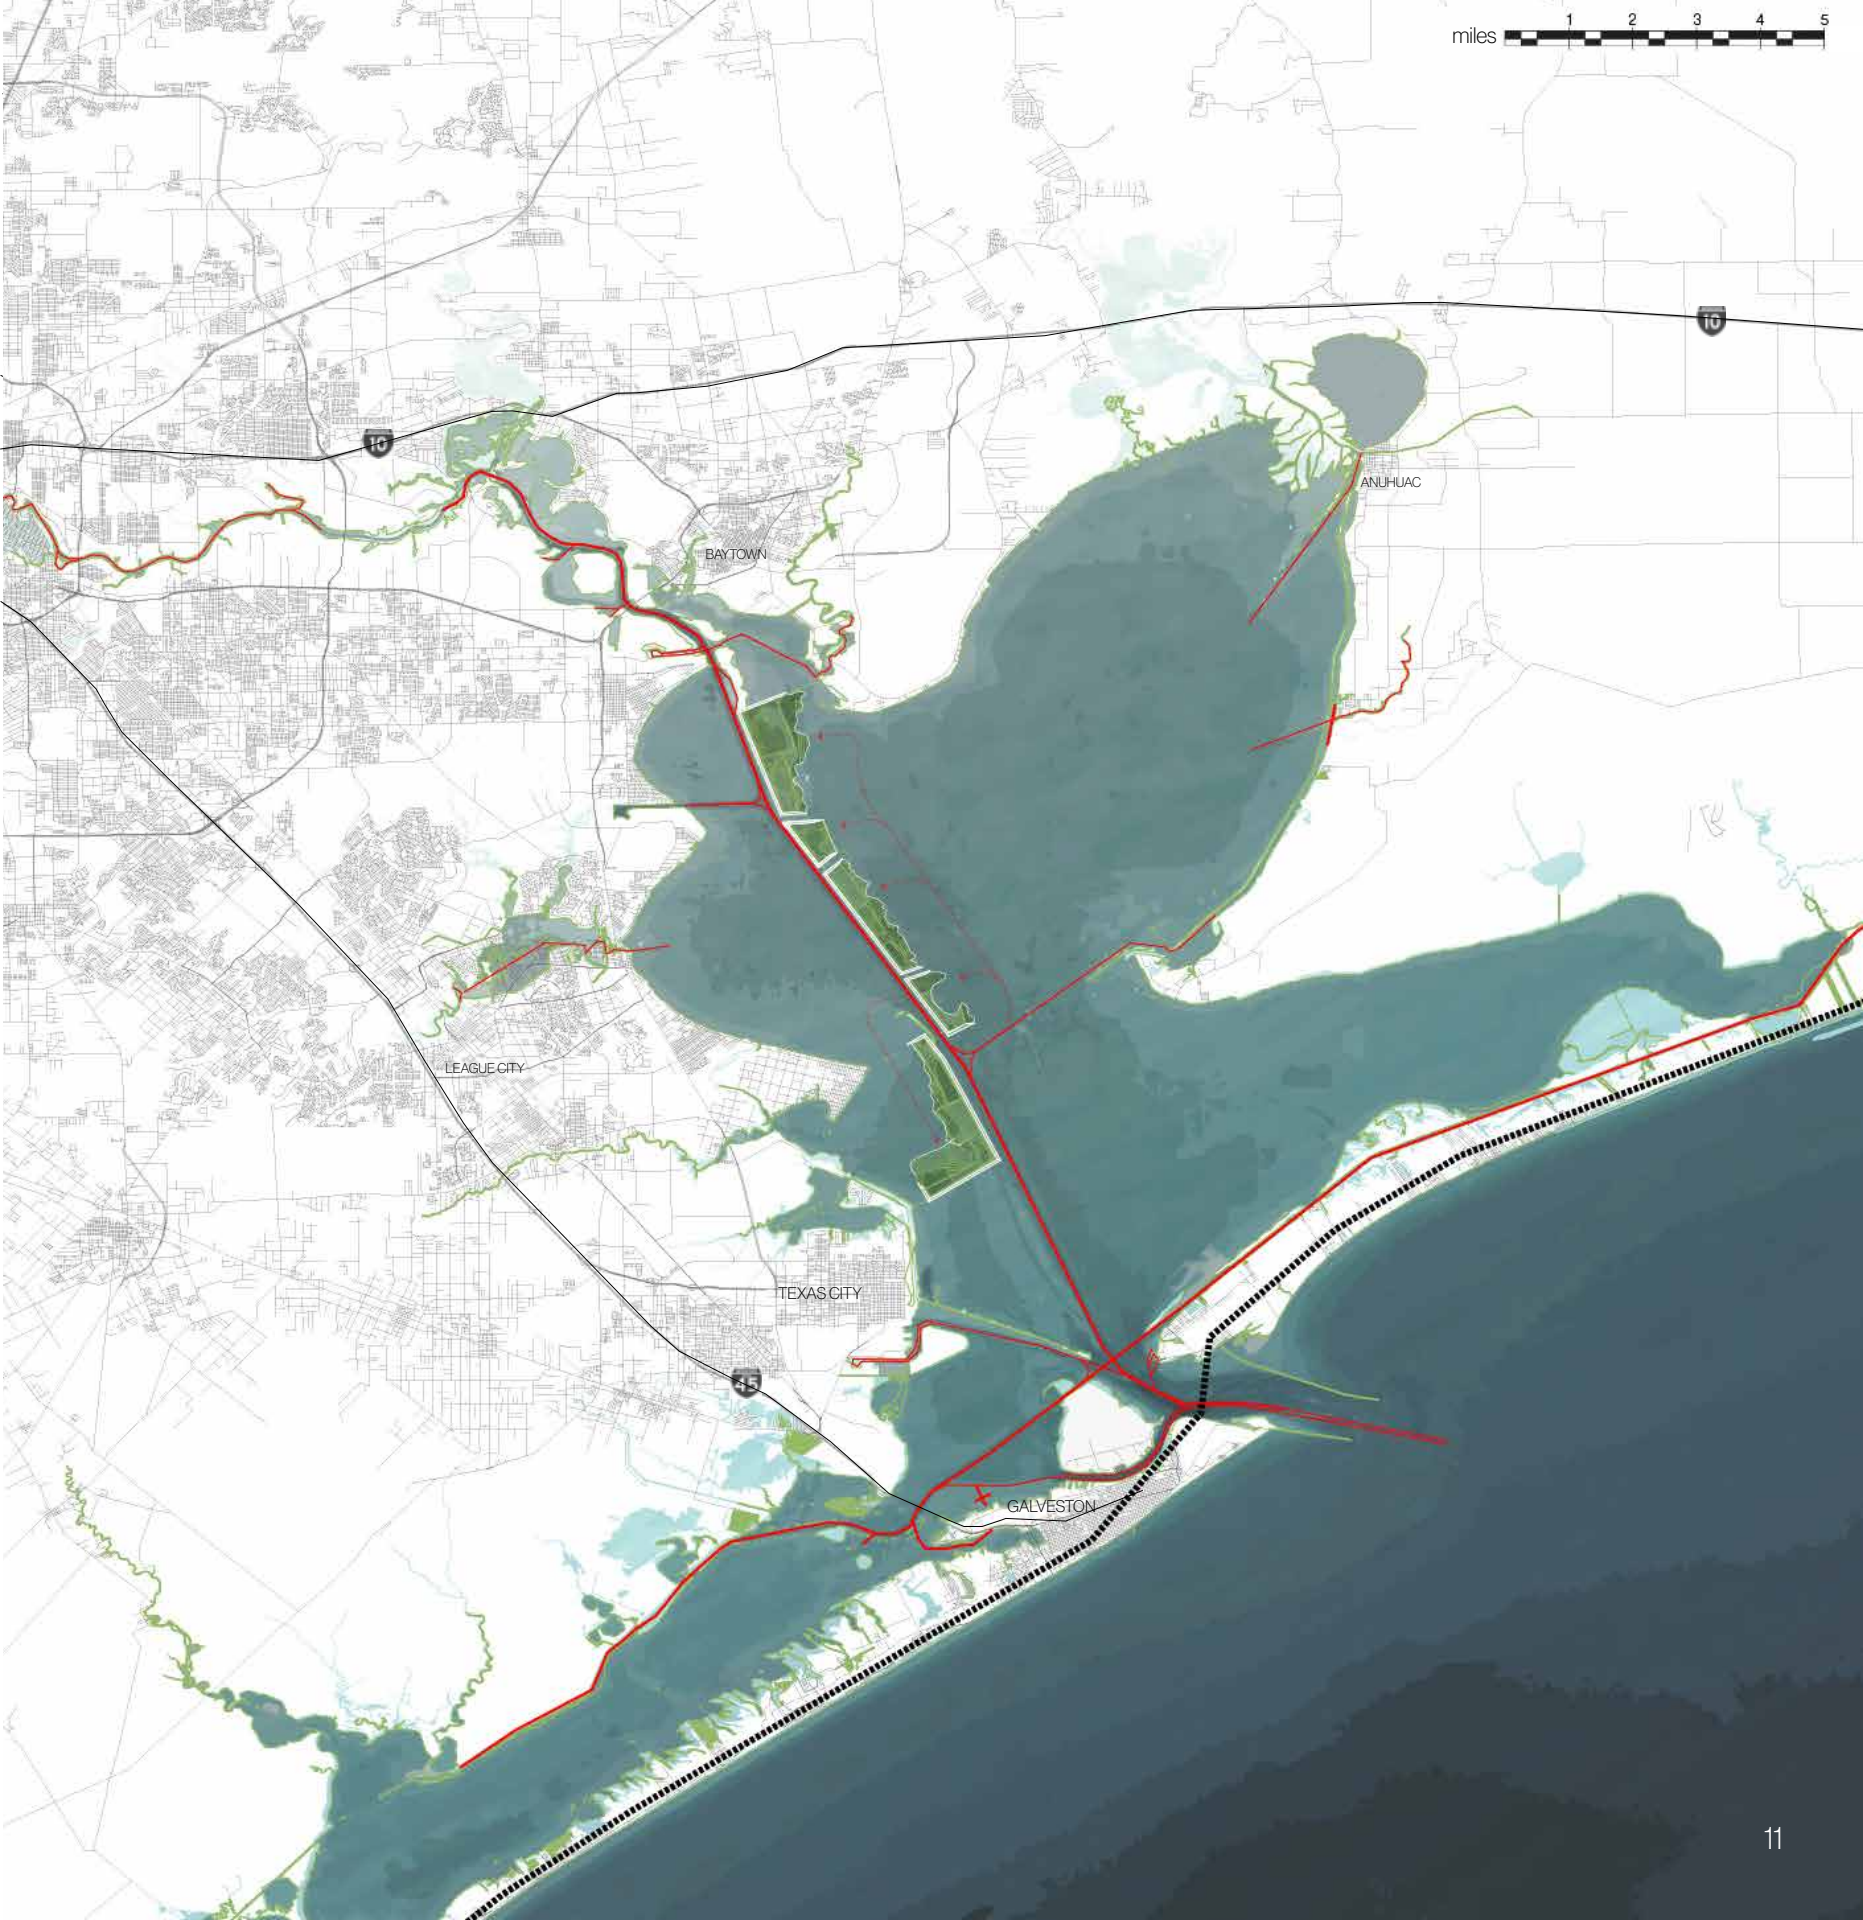 1 2 3 4 5
miles
10
10
ANUHUAC
BAYTOWN
LEAGUE CITY
TEXAS CITY
45
GALVESTON
11